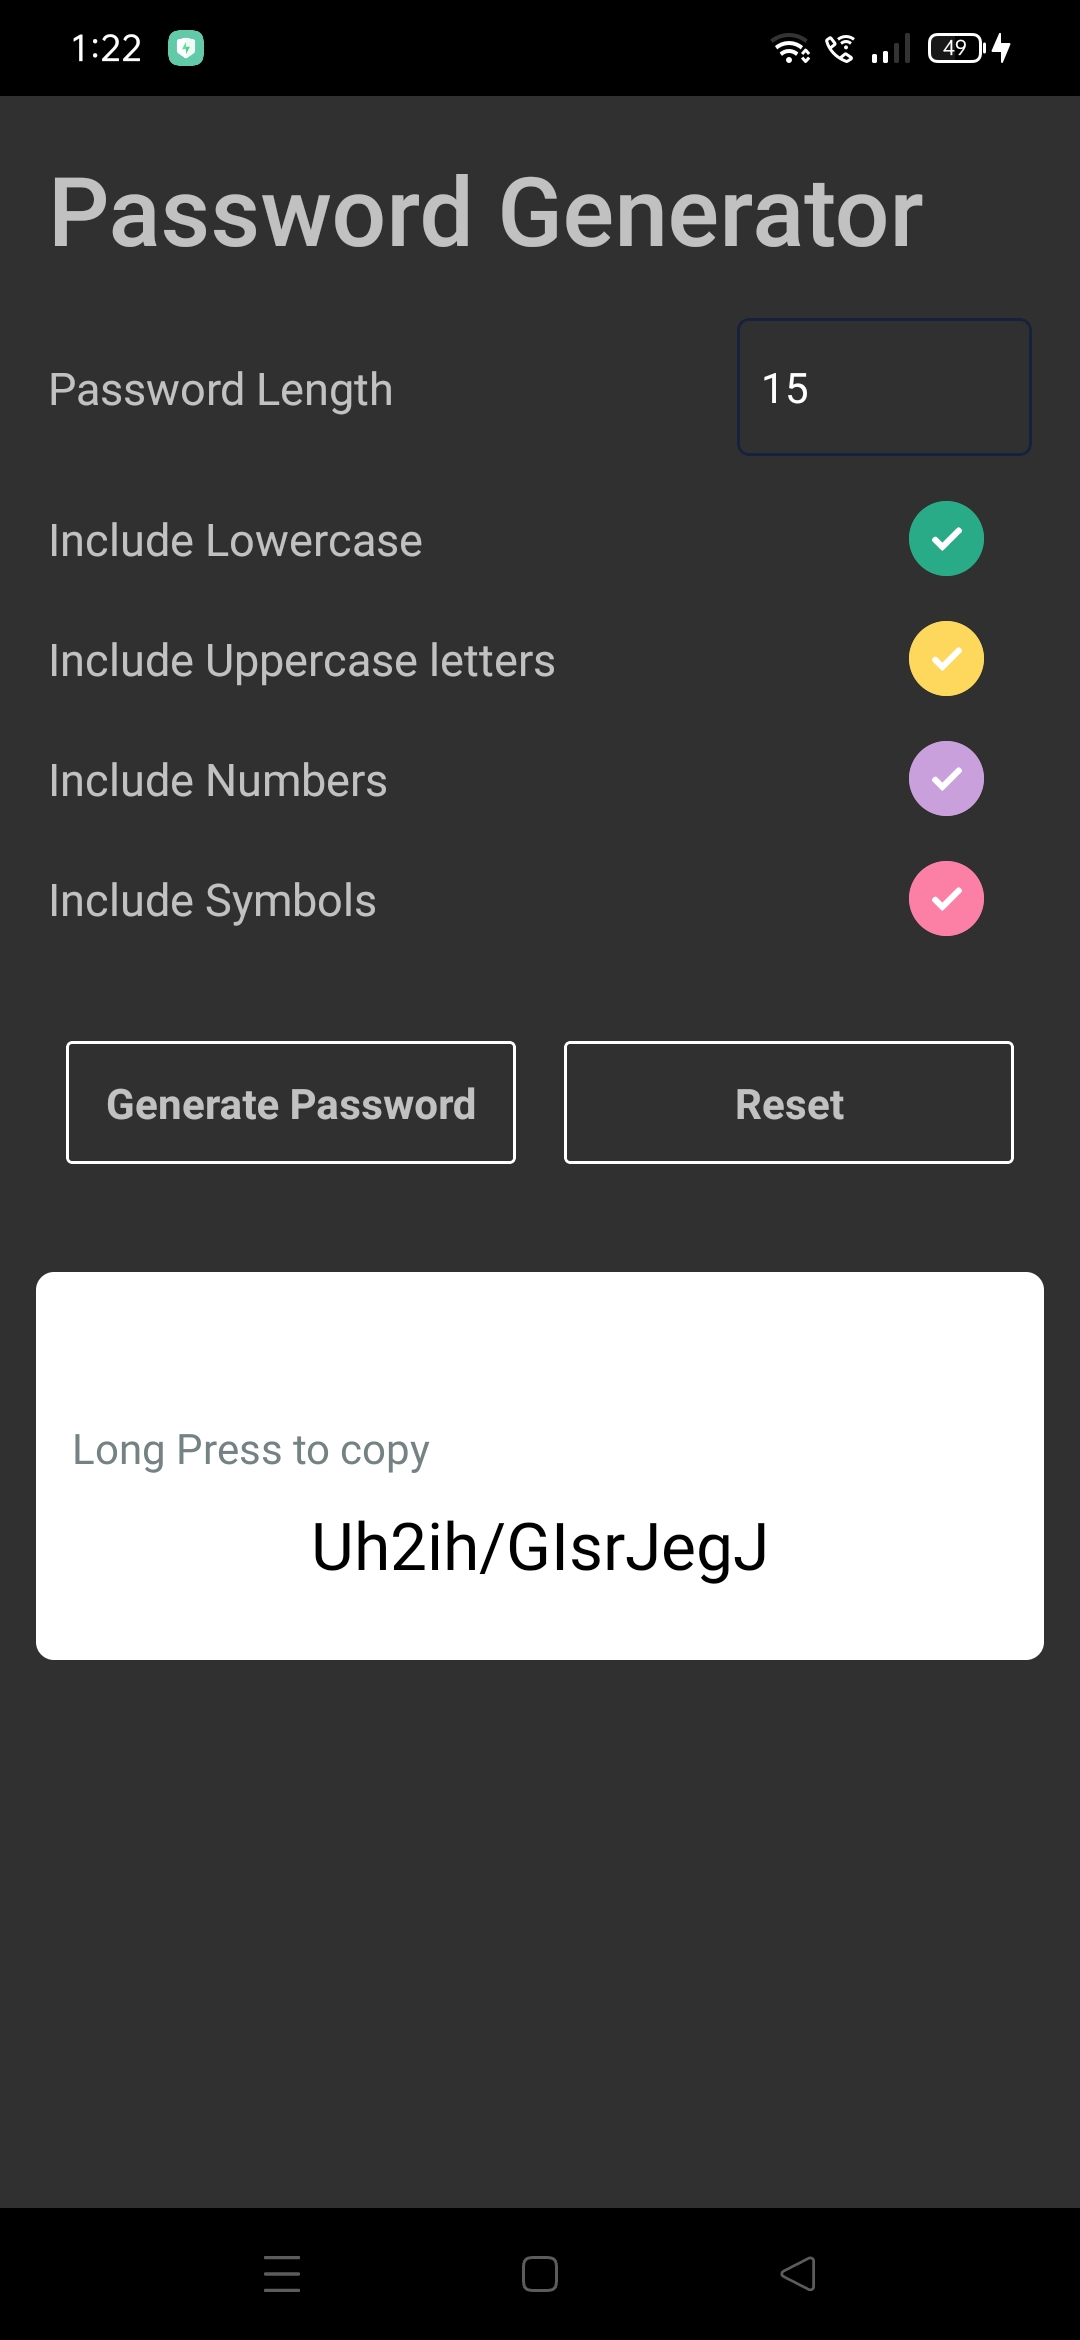 1:22
49
Password Generator
Password Length
15
Include Lowercase
Include Uppercase letters
Include Numbers
Include Symbols
Generate Password
Reset
Long Press to copy
Uh2ih/GIsrJegJ